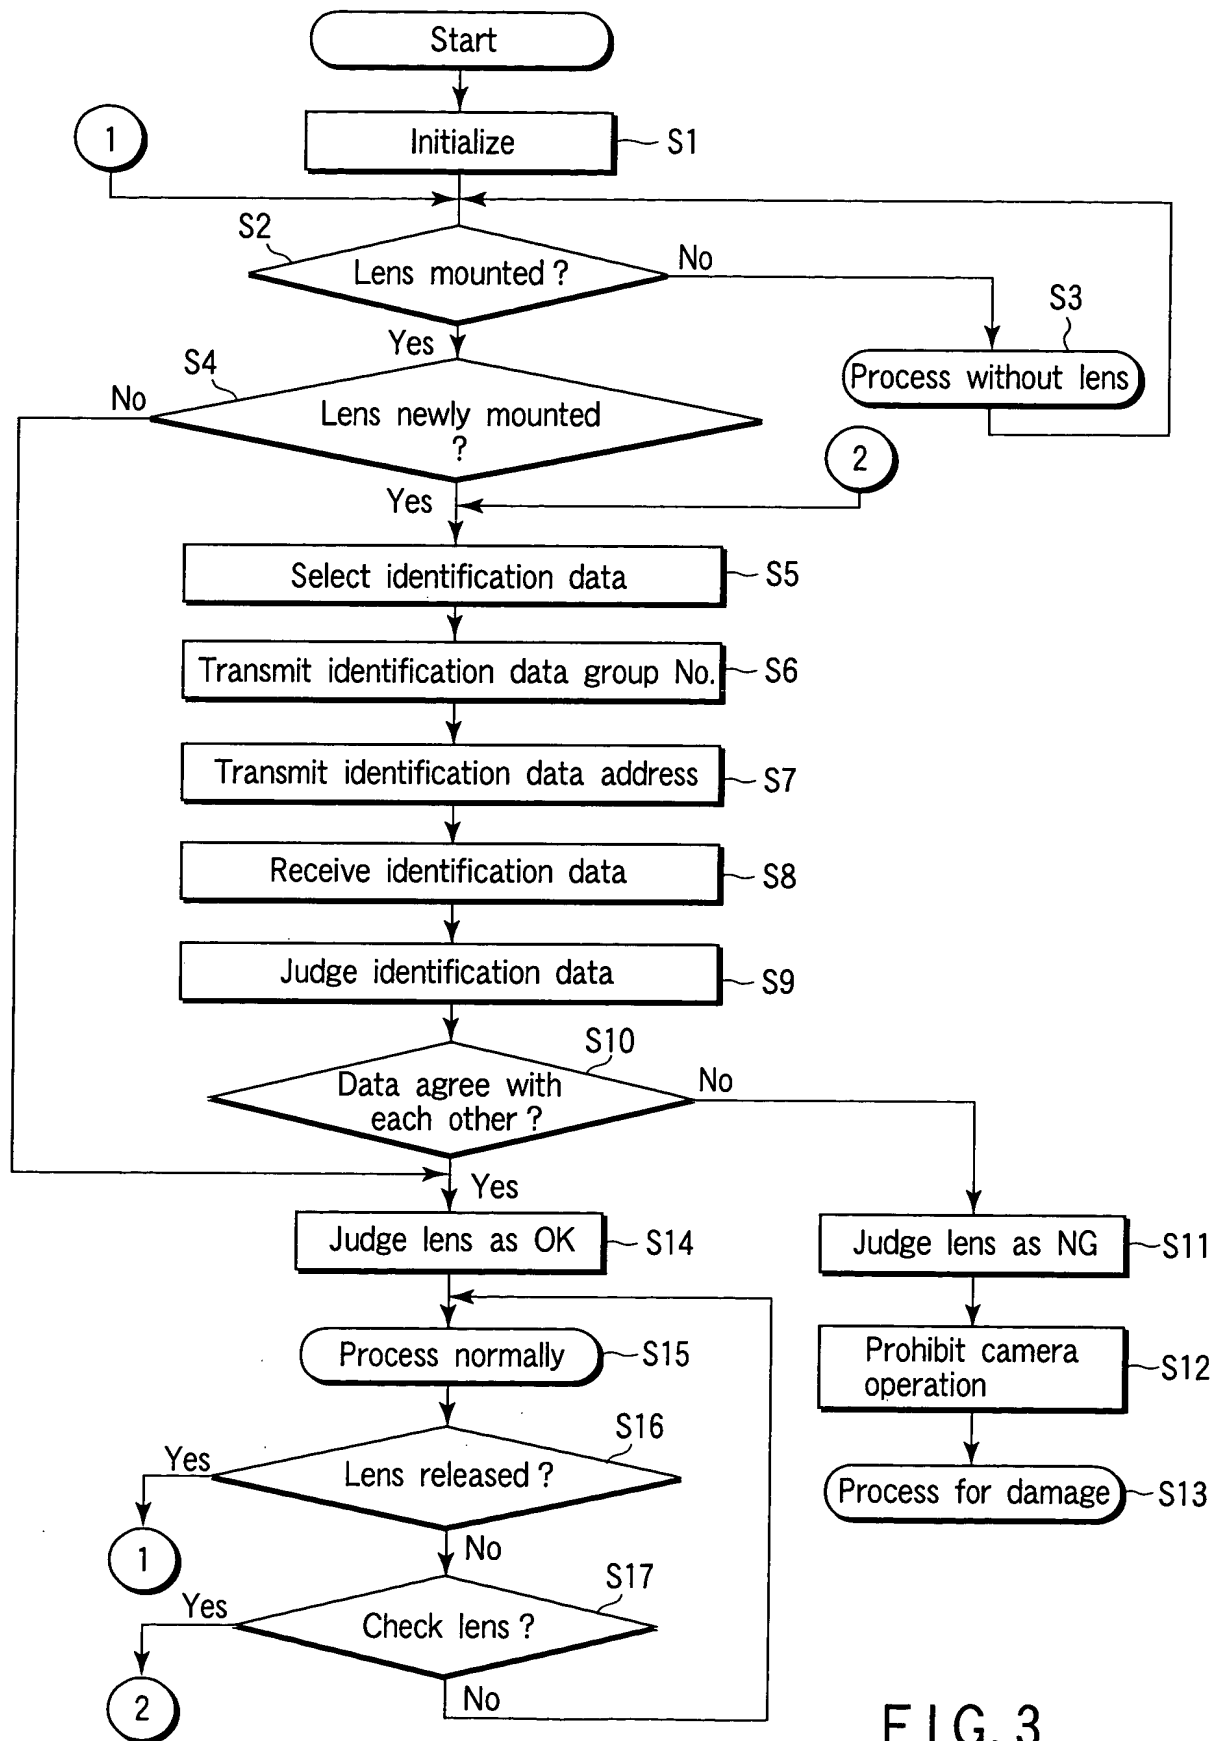 Start
1
Initialize
S1
S2
Lens mounted ?
No
S3
Yes
Process without lens
S4
No
Lens newly mounted
?
2
Yes
Select identification data
S5
Transmit identification data group No.
S6
Transmit identification data address
S7
Receive identification data
S8
Judge identification data
S9
S10
Data agree with
each other ?
No
Yes
Judge lens as OK
S14
Judge lens as NG
S11
Process normally
S15
Prohibit camera
operation
S12
S16
Yes
Lens released ?
Process for damage
S13
1
No
S17
Yes
Check lens ?
2
No
FIG. 3